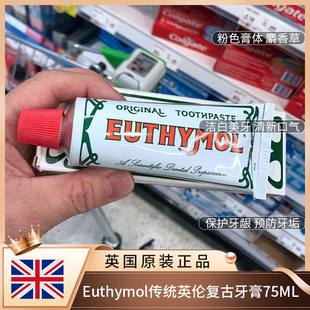 Colgate
粉色膏体 麝香草
洁白美牙 清新口气
ORIGINAL TOOTHPASTE
EUTHYMOL
A Scientific Dental Preparation
保护牙龈 预防牙垢
英国原装正品
Euthymol传统英伦复古牙膏75ML